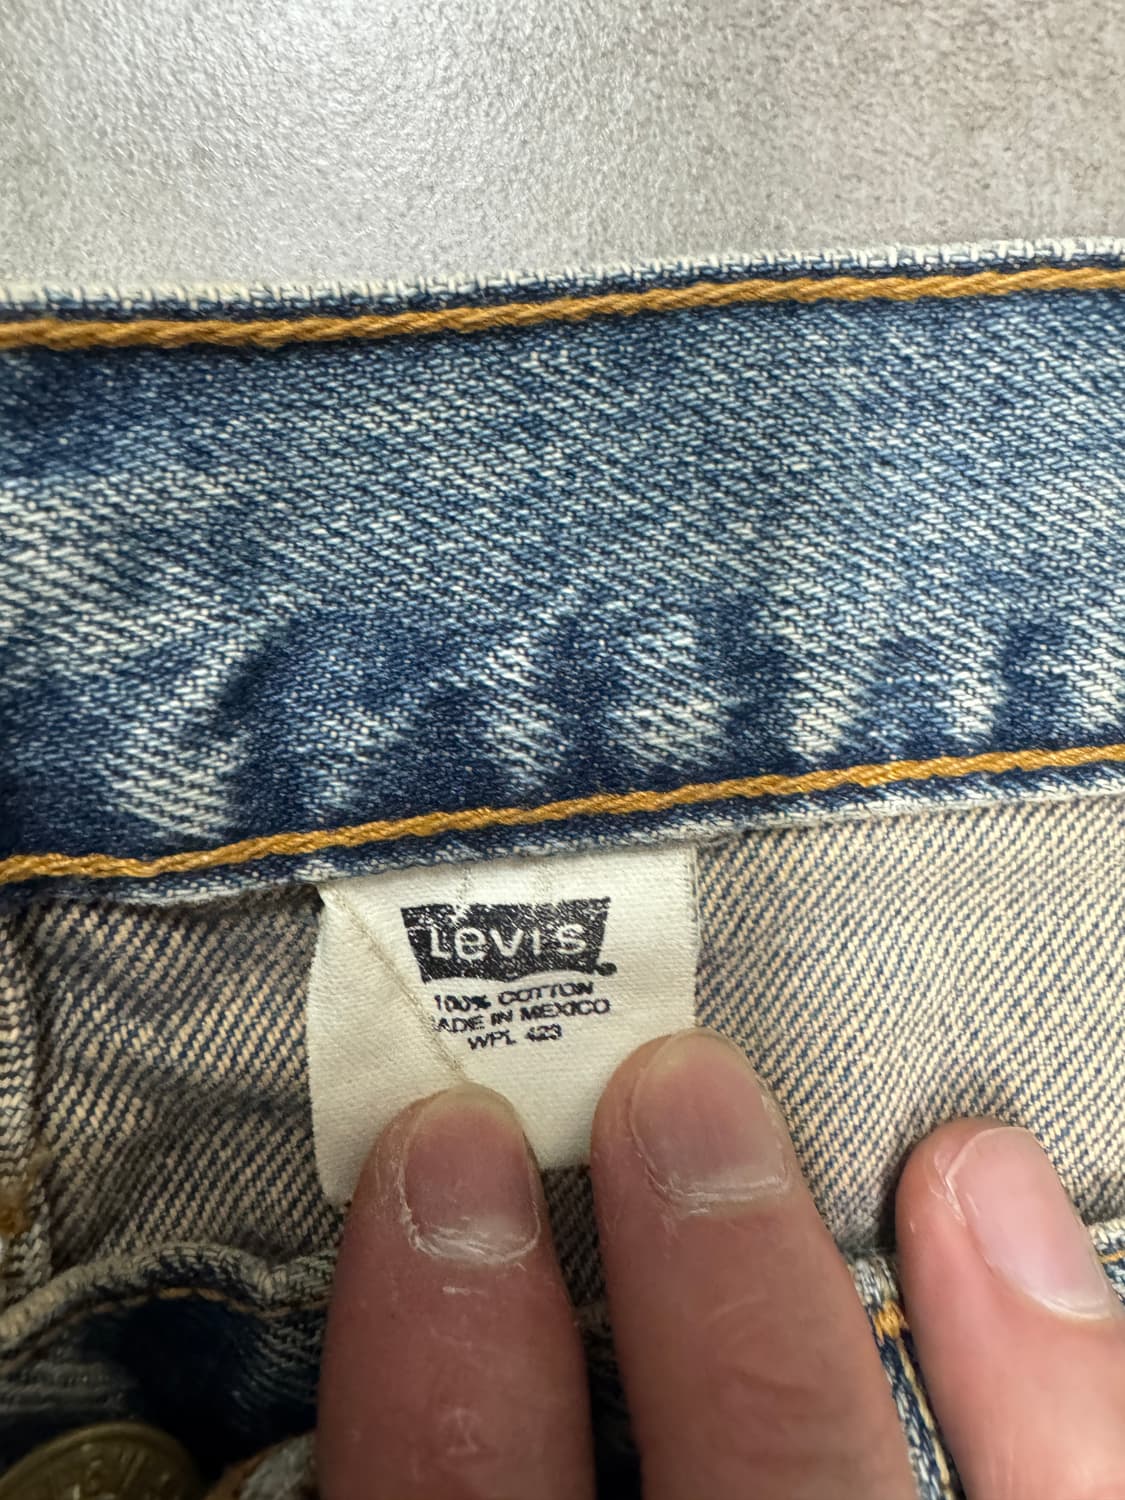 Levi's
100% COTTON
ADE IN MEXICO
WPL 423